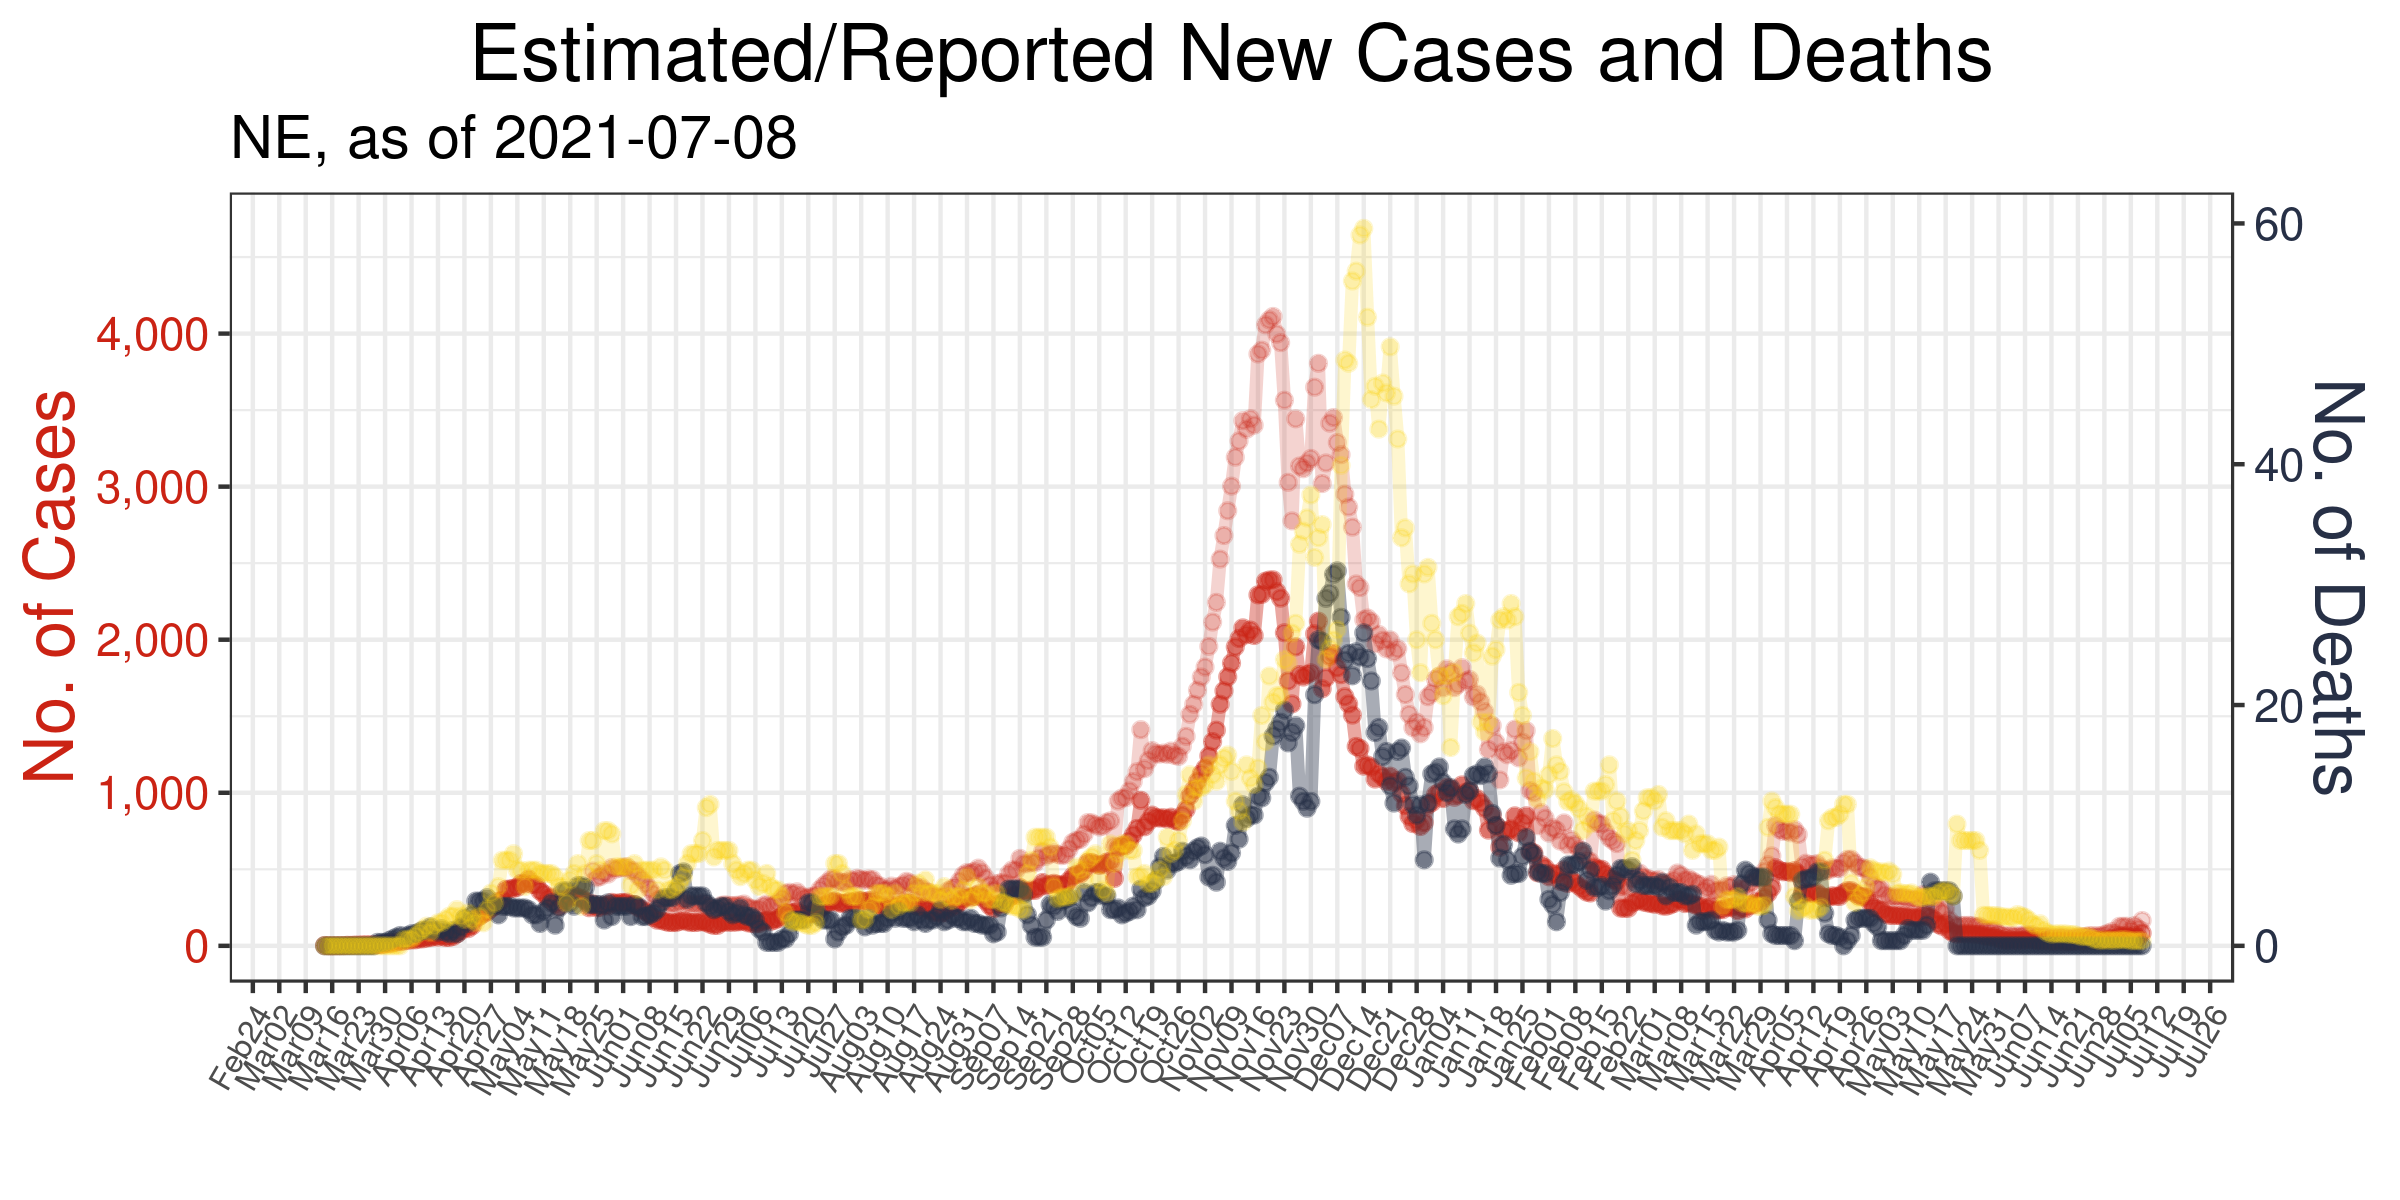 Estimated/Reported New Cases and Deaths
NE, as of 2021-07-08
No. of Cases
4,000
3,000
2,000
1,000
0
60
40
20
0
No. of Deaths
Feb24
Mar02
Mar09
Mar16
Mar23
Mar30
Apr06
Apr13
Apr20
Apr27
May04
May11
May18
May25
Jun01
Jun08
Jun15
Jun22
Jun29
Jul06
Jul13
Jul20
Jul27
Aug03
Aug10
Aug17
Aug24
Aug31
Sep07
Sep14
Sep21
Sep28
Oct05
Oct12
Oct19
Oct26
Nov02
Nov09
Nov16
Nov23
Nov30
Dec07
Dec14
Dec21
Dec28
Jan04
Jan11
Jan18
Jan25
Feb01
Feb08
Feb15
Feb22
Mar01
Mar08
Mar15
Mar22
Mar29
Apr05
Apr12
Apr19
Apr26
May03
May10
May17
May24
May31
Jun07
Jun14
Jun21
Jun28
Jul05
Jul12
Jul19
Jul26